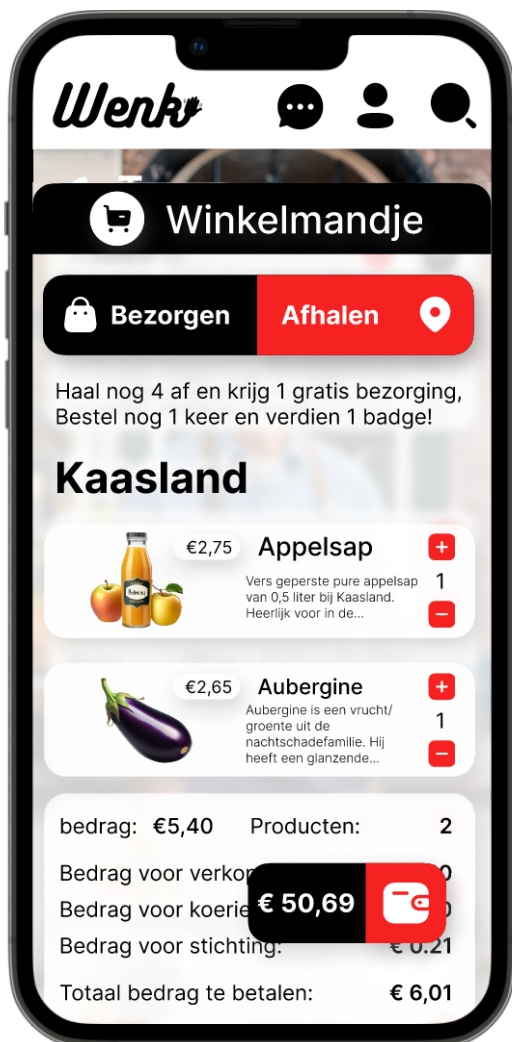 Wenk
Winkelmandje
Bezorgen Afhalen
Haal nog 4 af en krijg 1 gratis bezorging,
Bestel nog 1 keer en verdien 1 badge!
Kaasland
€2,75 Appelsap
Vers geperste pure appelsap
van 0,5 liter bij Kaasland.
Heerlijk voor in de...
1
€2,65 Aubergine
Aubergine is een vrucht/
groente uit de
nachtschadefamilie. Hij
heeft een glanzende...
1
bedrag: €5,40 Producten: 2
Bedrag voor
Bedrag voor
€ 50,69
Bedrag voor stichting: € 0.21
Totaal bedrag te betalen: € 6,01